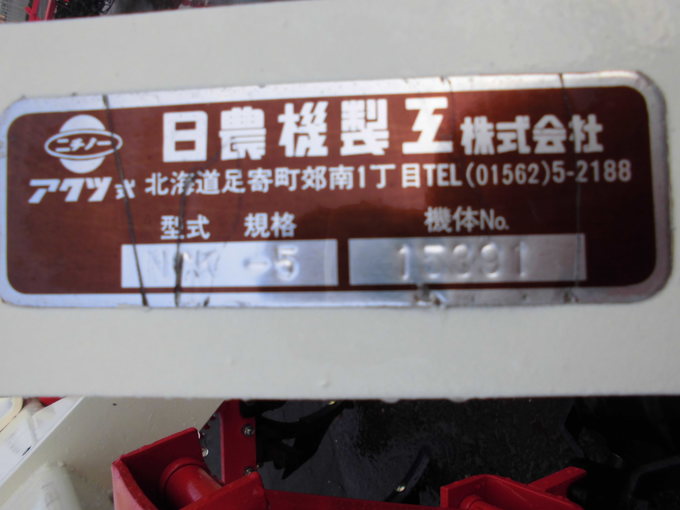 日農機製工株式会社
ニチノー
アクツ式 北海道足寄町郊南1丁目TEL(01562)5-2188
型式 規格 機体No.
-5